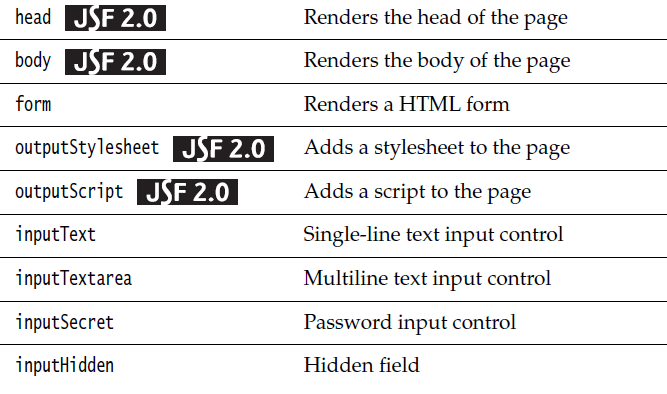 head JSF 2.0 Renders the head of the page
body JSF 2.0 Renders the body of the page
form Renders a HTML form
outputStylesheet JSF 2.0 Adds a stylesheet to the page
outputScript JSF 2.0 Adds a script to the page
inputText Single-line text input control
inputTextarea Multiline text input control
inputSecret Password input control
inputHidden Hidden field